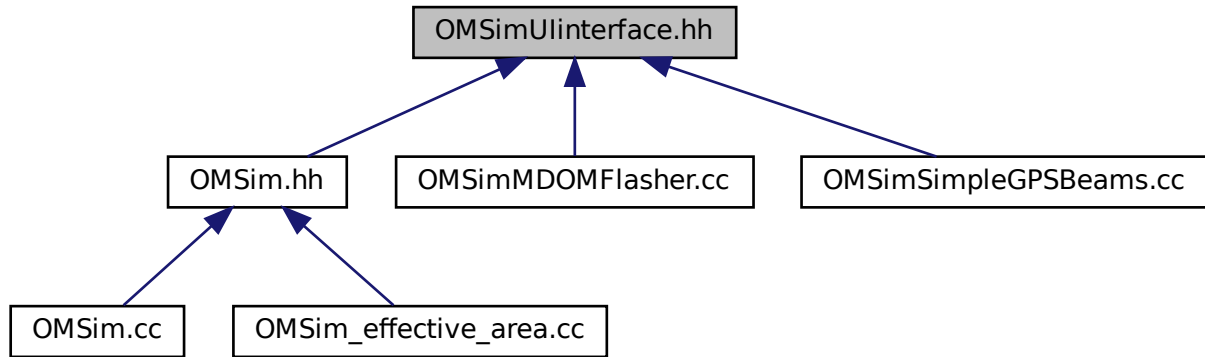 OMSimUIinterface.hh
OMSim.hh
OMSimMDOMFlasher.cc
OMSimSimpleGPSBeams.cc
OMSim.cc
OMSim_effective_area.cc